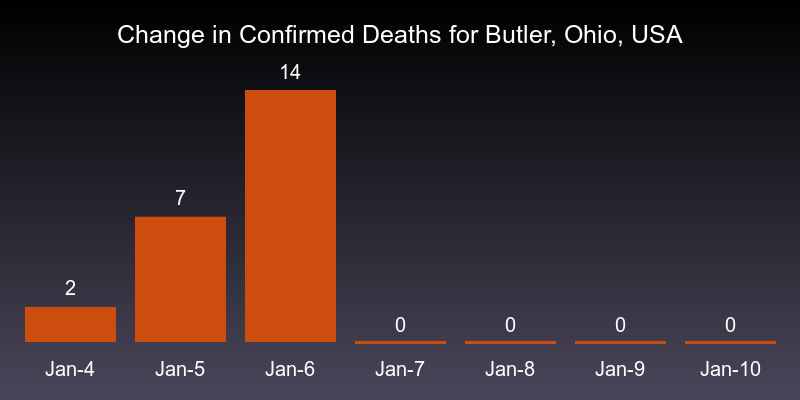 Change in Confirmed Deaths for Butler, Ohio, USA
14
7
2
0 0 0 0
Jan-4 Jan-5 Jan-6 Jan-7 Jan-8 Jan-9 Jan-10